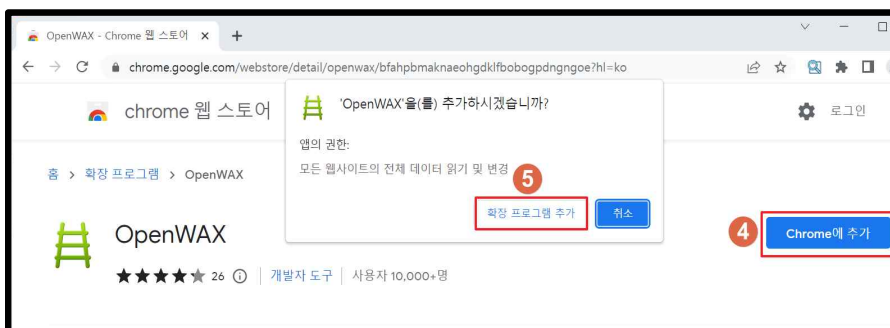 OpenWAX - Chrome 웹 스토어
chrome.google.com/webstore/detail/openwax/bfahpbmaknaeohgdklfbobogpdngngoe?hl=ko
chrome 웹 스토어
로그인
'OpenWAX'을(를) 추가하시겠습니까?
앱의 권한:
모든 웹사이트의 전체 데이터 읽기 및 변경
5
확장 프로그램 추가
취소
홈 > 확장 프로그램 > OpenWAX
OpenWAX
4
Chrome에 추가
26 개발자 도구 사용자 10,000+명